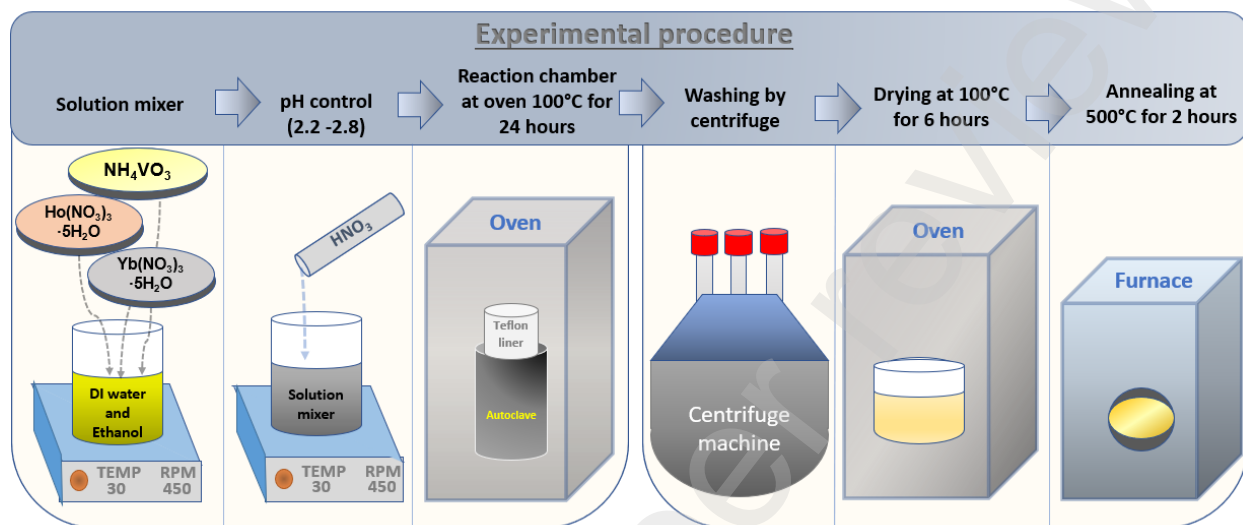 Experimental procedure
Solution mixer
pH control
(2.2 -2.8)
Reaction chamber
at oven 100°C for
24 hours
Washing by
centrifuge
Drying at 100°C
for 6 hours
Annealing at
500°C for 2 hours
NH₄VO₃
Ho(NO₃)₃
·5H₂O
Yb(NO₃)₃
·5H₂O
DI water
and
Ethanol
TEMP
30
RPM
450
HNO₃
Solution
mixer
TEMP
30
RPM
450
Oven
Teflon
liner
Autoclave
Centrifuge
machine
Oven
Furnace
er review